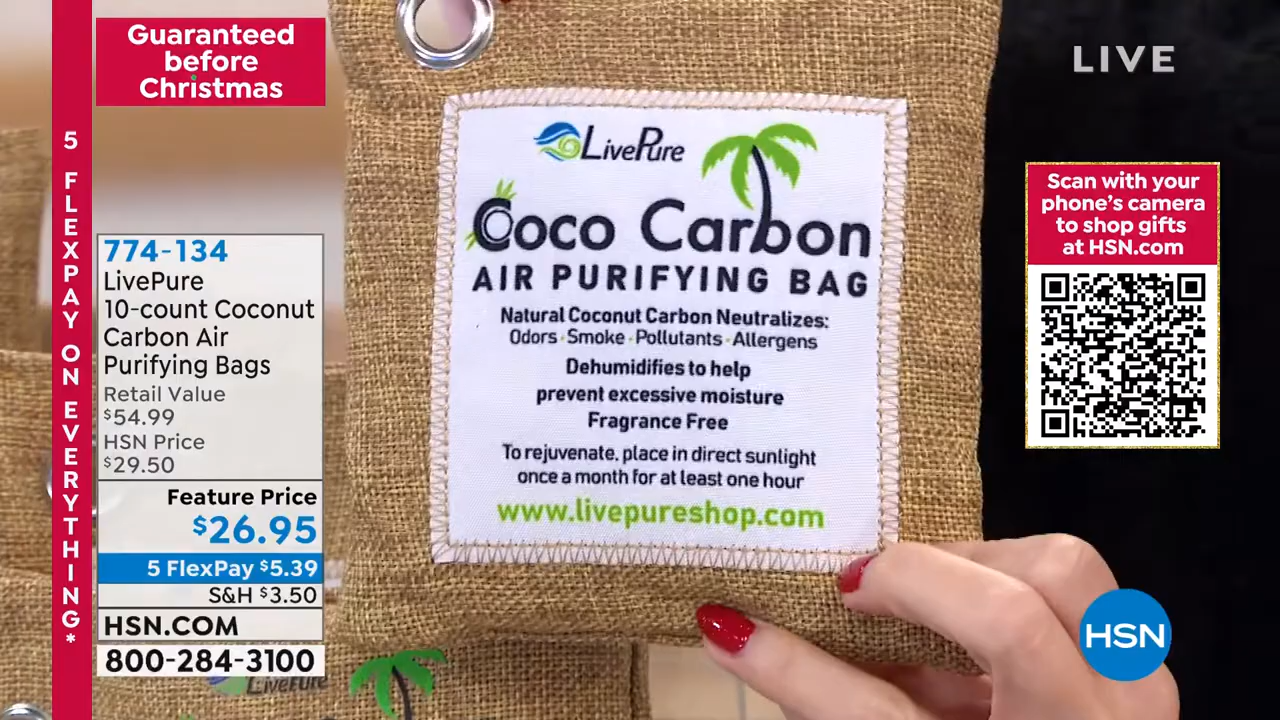 Guaranteed
before
Christmas
LIVE
5 FLEXPAY ON EVERYTHING*
774-134
LivePure
10-count Coconut
Carbon Air
Purifying Bags
Retail Value
$54.99
HSN Price
$29.50
Feature Price
$26.95
5 FlexPay $5.39
S&H $3.50
HSN.COM
800-284-3100
LivePure
Coco Carbon
AIR PURIFYING BAG
Natural Coconut Carbon Neutralizes:
Odors · Smoke · Pollutants · Allergens
Dehumidifies to help
prevent excessive moisture
Fragrance Free
To rejuvenate, place in direct sunlight
once a month for at least one hour
www.livepureshop.com
Scan with your
phone's camera
to shop gifts
at HSN.com
HSN
LivePure